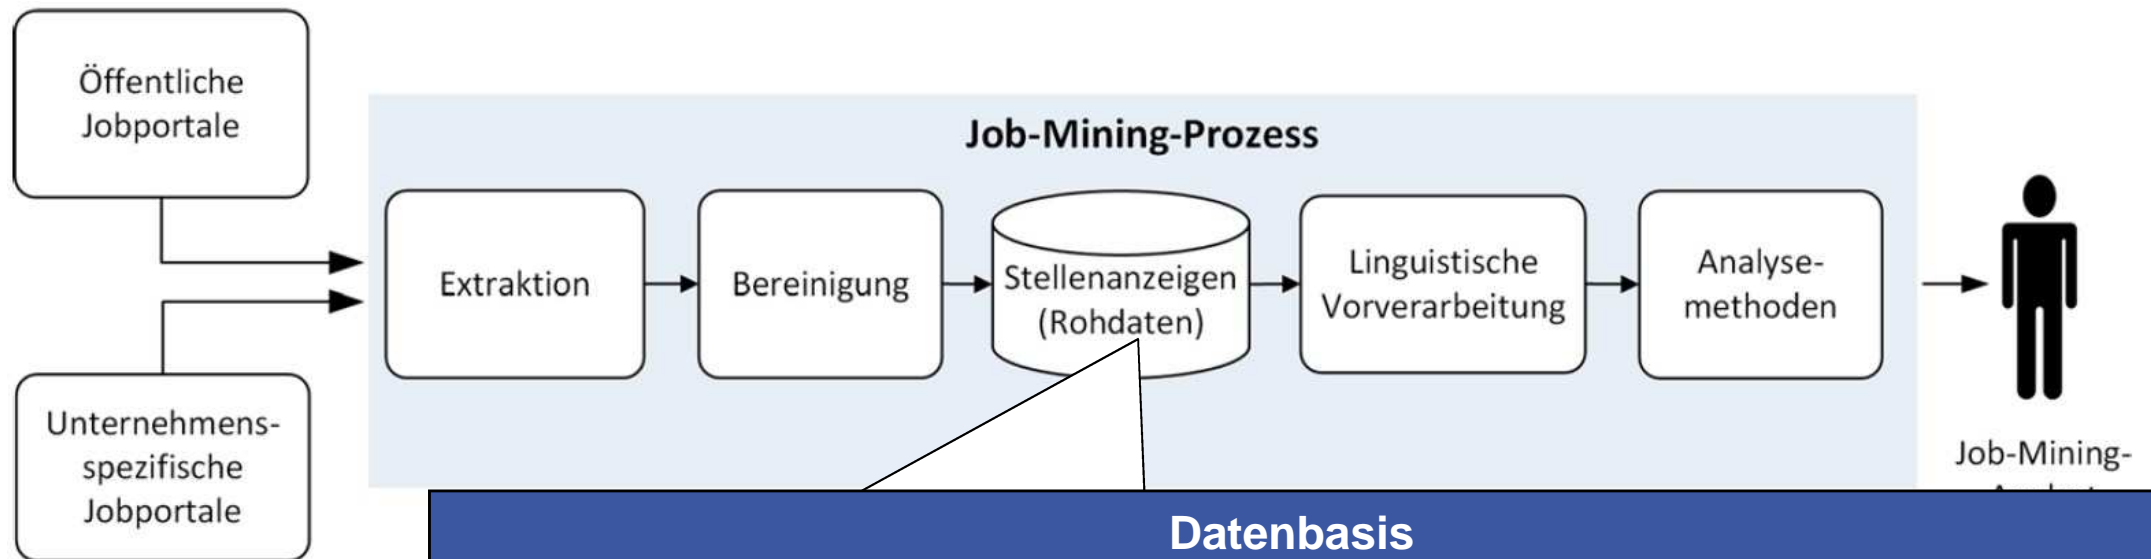 Öffentliche
Jobportale
Job-Mining-Prozess
Extraktion
Bereinigung
Stellenanzeigen
(Rohdaten)
Linguistische
Vorverarbeitung
Analyse-
methoden
Unternehmens-
spezifische
Jobportale
Job-Mining-
Datenbasis